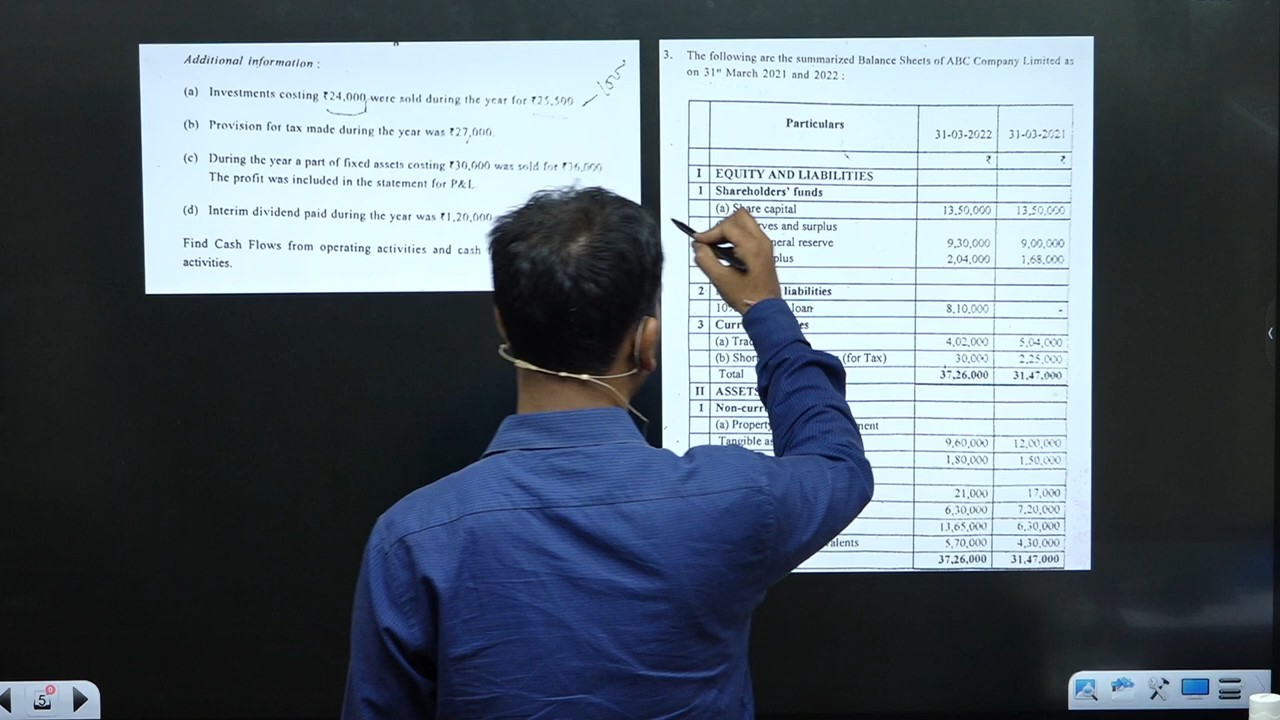 Additional information :
(a) Investments costing ₹24,000 were sold during the year for ₹25,500
(b) Provision for tax made during the year was ₹27,000.
(c) During the year a part of fixed assets costing ₹30,000 was sold for ₹36,000
The profit was included in the statement for P&L
(d) Interim dividend paid during the year was ₹1,20,000
Find Cash Flows from operating activities and cash
activities.
3. The following are the summarized Balance Sheets of ABC Company Limited as
on 31st March 2021 and 2022 :
Particulars 31-03-2022 31-03-2021
₹ ₹
I EQUITY AND LIABILITIES
1 Shareholders' funds
(a) Share capital 13,50,000 13,50,000
rves and surplus
neral reserve 9,30,000 9,00,000
plus 2,04,000 1,68,000
2 liabilities
10% loan 8,10,000 -
3 Curr es
(a) Trad 4,02,000 5,04,000
(b) Shor (for Tax) 30,000 2,25,000
Total 37,26,000 31,47,000
II ASSETS
1 Non-curr
(a) Property nent
Tangible as 9,60,000 12,00,000
1,80,000 1,50,000
21,000 17,000
6,30,000 7,20,000
13,65,000 6,30,000
alents 5,70,000 4,30,000
37,26,000 31,47,000
5
0